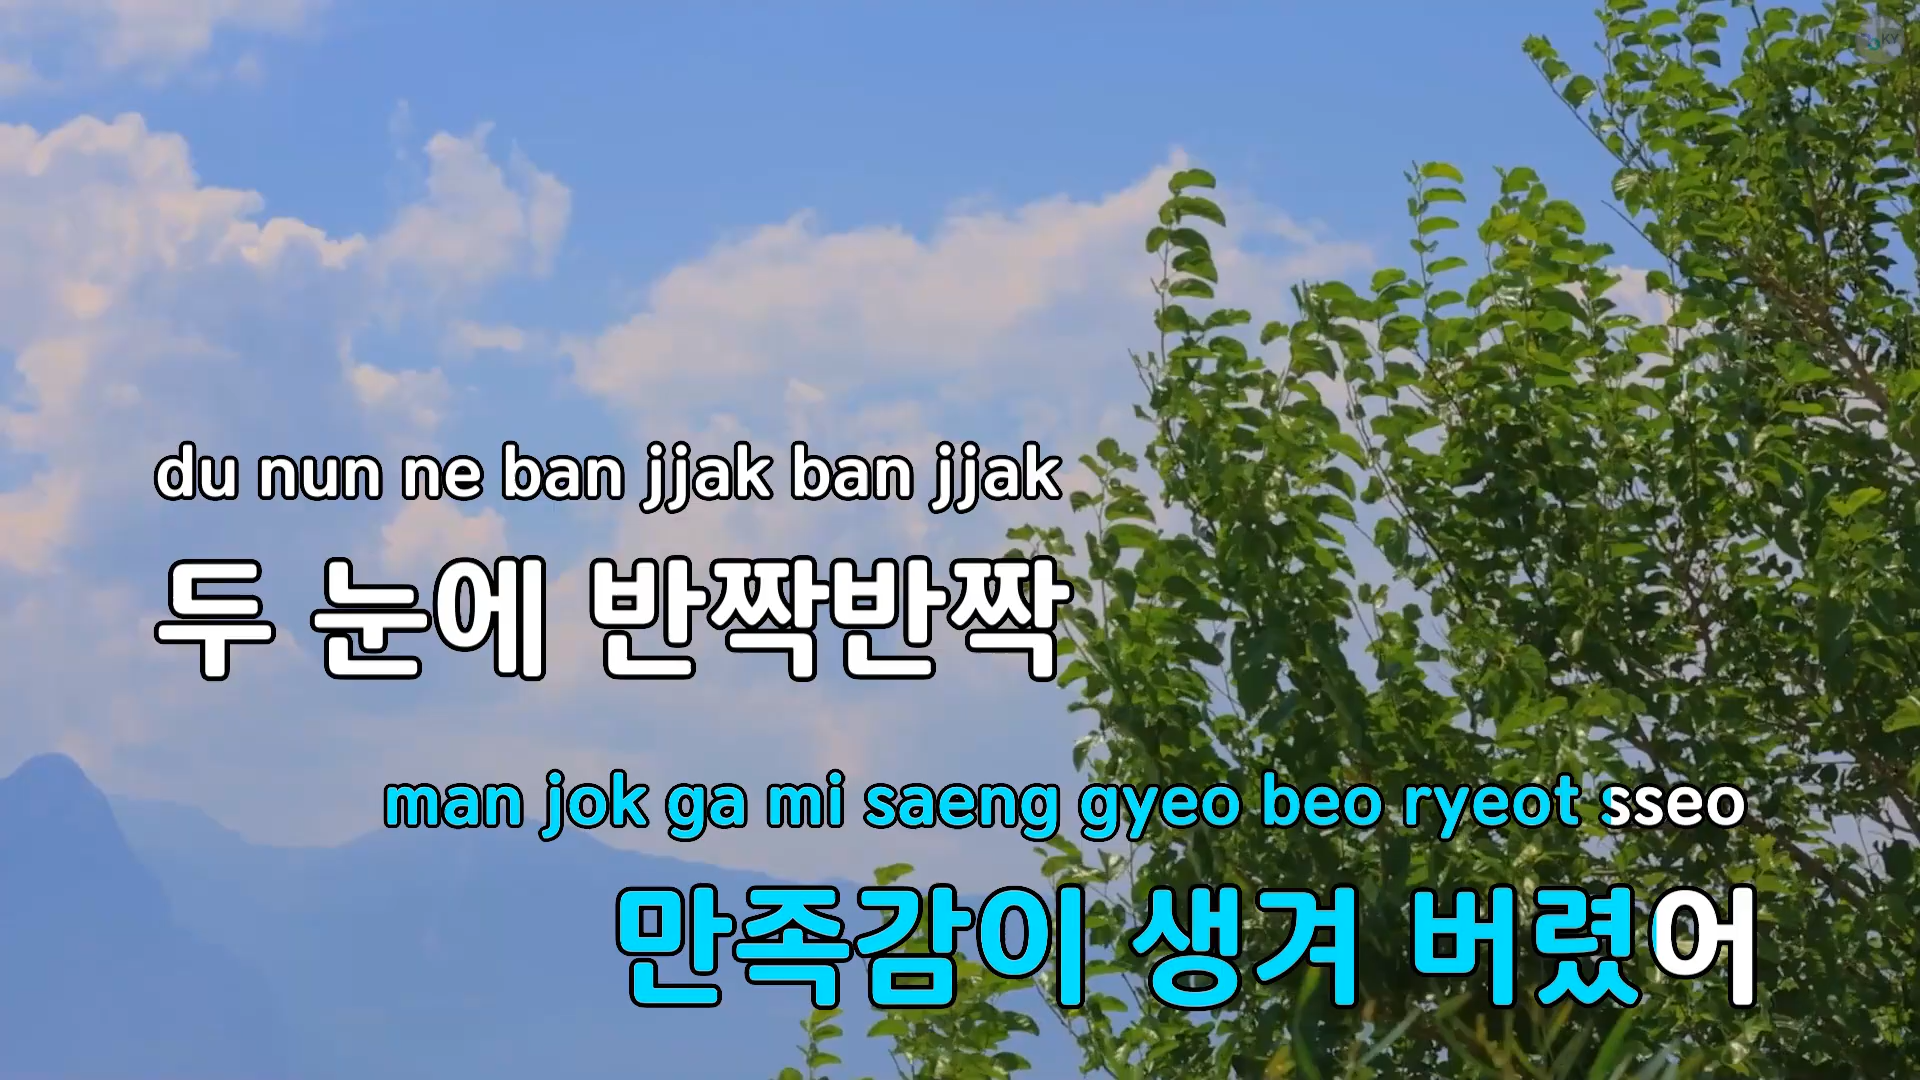 KY
du nun ne ban jjak ban jjak
두 눈에 반짝반짝
man jok ga mi saeng gyeo beo ryeot sseo
만족감이 생겨 버렸어